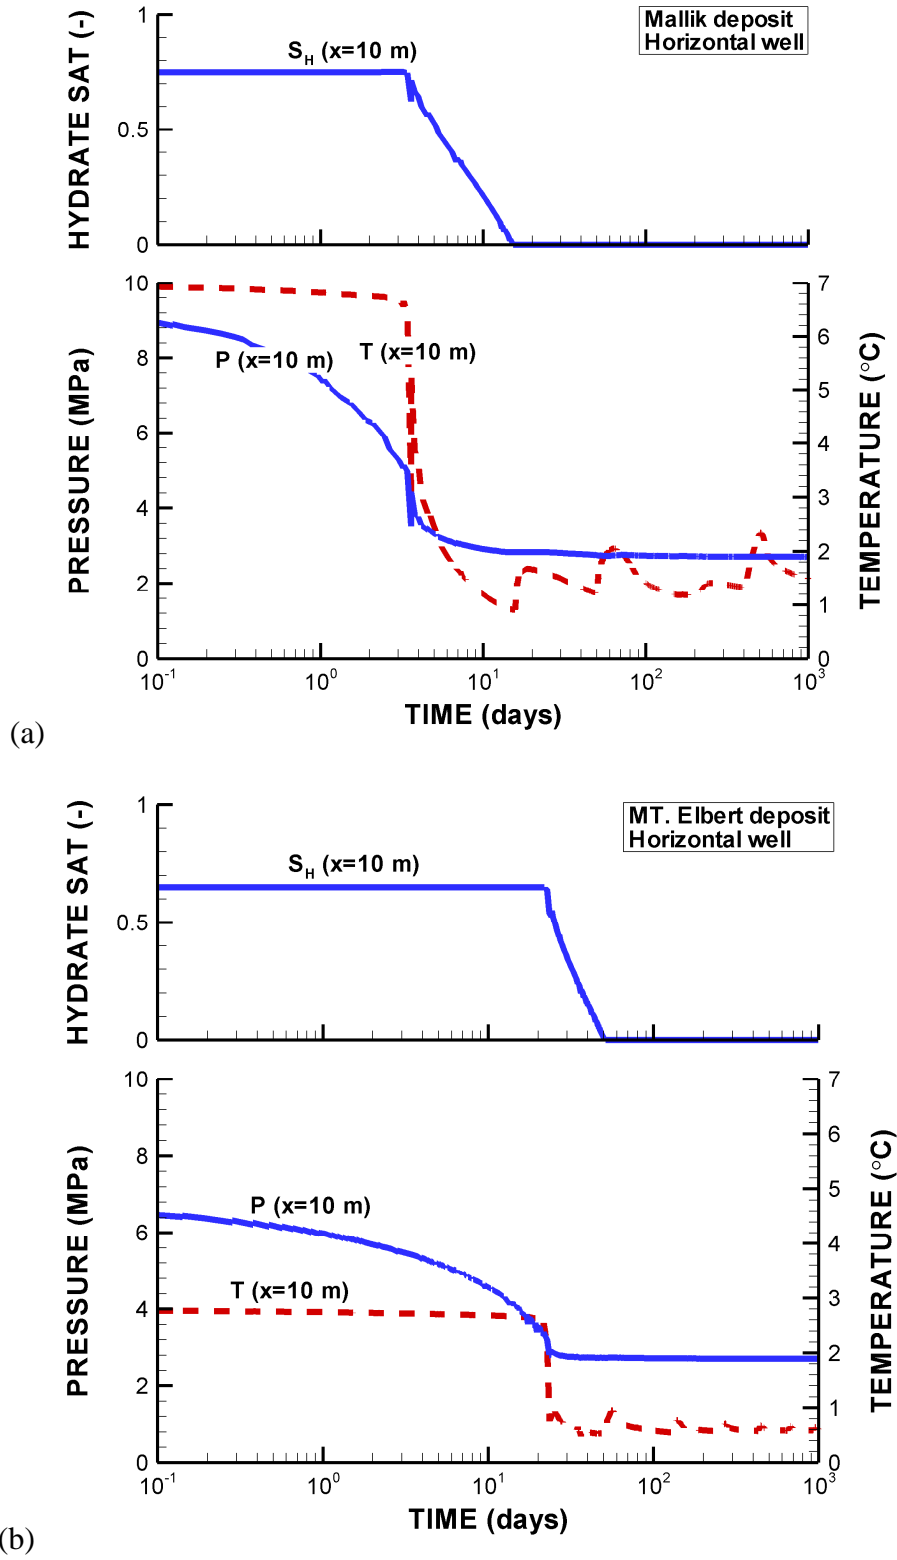 Mallik deposit
Horizontal well
HYDRATE SAT (-)
1
0.5
0
S_H (x=10 m)
PRESSURE (MPa)
10
8
6
4
2
0
P (x=10 m)
T (x=10 m)
7
6
5
4
3
2
1
0
TEMPERATURE (°C)
10^-1
10^0
10^1
10^2
10^3
TIME (days)
(a)
MT. Elbert deposit
Horizontal well
HYDRATE SAT (-)
1
0.5
0
S_H (x=10 m)
PRESSURE (MPa)
10
8
6
4
2
0
P (x=10 m)
T (x=10 m)
7
6
5
4
3
2
1
0
TEMPERATURE (°C)
10^-1
10^0
10^1
10^2
10^3
TIME (days)
(b)